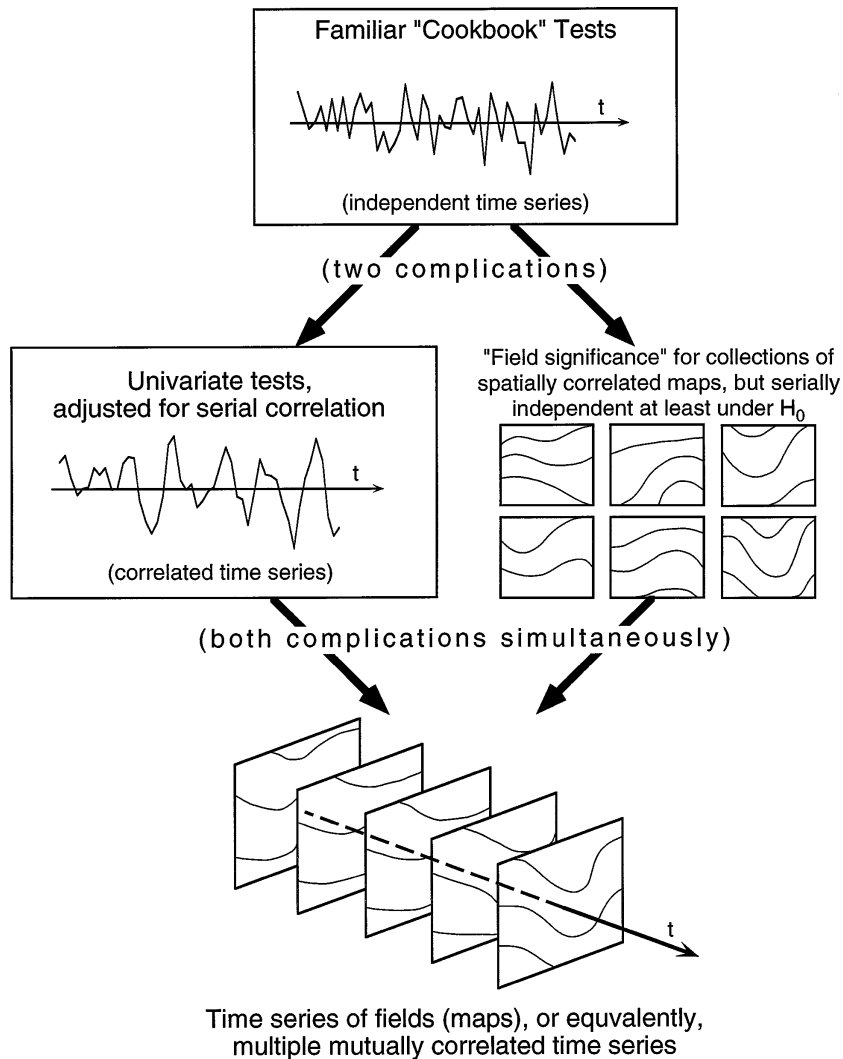 Familiar "Cookbook" Tests
t
(independent time series)
(two complications)
Univariate tests,
adjusted for serial correlation
t
(correlated time series)
"Field significance" for collections of
spatially correlated maps, but serially
independent at least under H₀
(both complications simultaneously)
t
Time series of fields (maps), or equvalently,
multiple mutually correlated time series